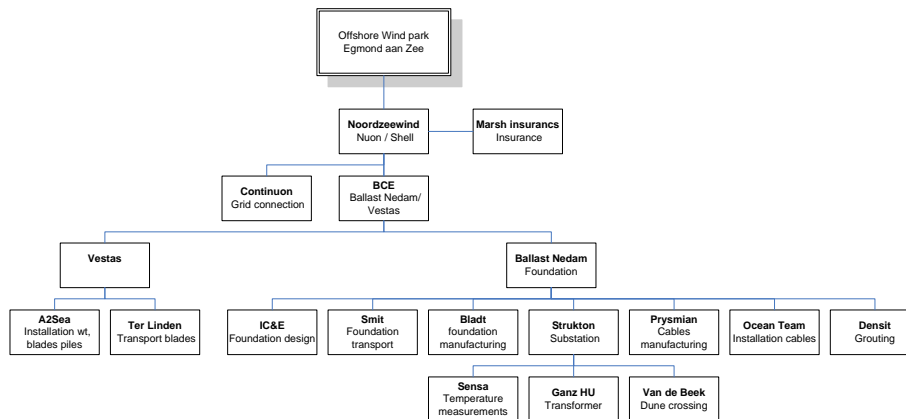 Offshore Wind park
Egmond aan Zee
Noordzeewind
Nuon / Shell
Marsh insurancs
Insurance
Continuon
Grid connection
BCE
Ballast Nedam/
Vestas
Vestas
Ballast Nedam
Foundation
A2Sea
Installation wt,
blades piles
Ter Linden
Transport blades
IC&E
Foundation design
Smit
Foundation
transport
Bladt
foundation
manufacturing
Strukton
Substation
Prysmian
Cables
manufacturing
Ocean Team
Installation cables
Densit
Grouting
Sensa
Temperature
measurements
Ganz HU
Transformer
Van de Beek
Dune crossing